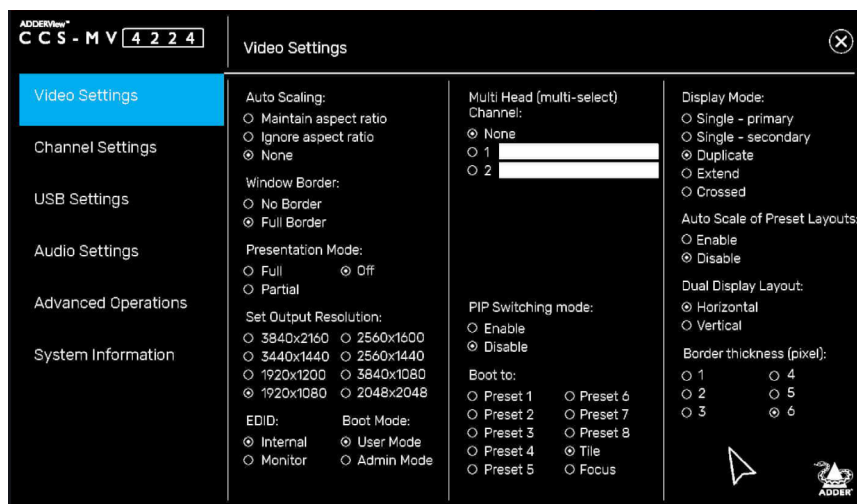 ADDERView™
CCS-MV 4224
Video Settings
Video Settings
Channel Settings
USB Settings
Audio Settings
Advanced Operations
System Information
Auto Scaling:
Maintain aspect ratio
Ignore aspect ratio
None
Window Border:
No Border
Full Border
Presentation Mode:
Full Off
Partial
Set Output Resolution:
3840x2160 2560x1600
3440x1440 2560x1440
1920x1200 3840x1080
1920x1080 2048x2048
EDID: Boot Mode:
Internal User Mode
Monitor Admin Mode
Multi Head (multi-select)
Channel:
None
1
2
PIP Switching mode:
Enable
Disable
Boot to:
Preset 1 Preset 6
Preset 2 Preset 7
Preset 3 Preset 8
Preset 4 Tile
Preset 5 Focus
Display Mode:
Single - primary
Single - secondary
Duplicate
Extend
Crossed
Auto Scale of Preset Layouts:
Enable
Disable
Dual Display Layout:
Horizontal
Vertical
Border thickness (pixel):
1 4
2 5
3 6
ADDER